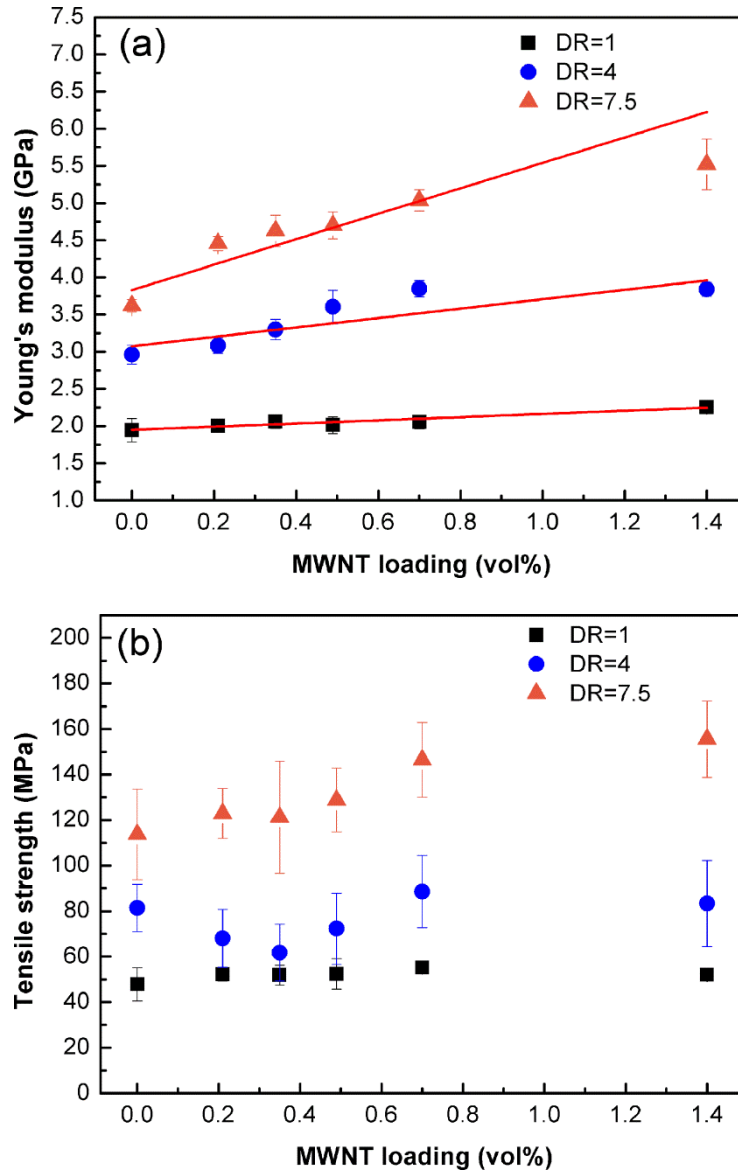 (a)
DR=1
DR=4
DR=7.5
Young's modulus (GPa)
7.5
7.0
6.5
6.0
5.5
5.0
4.5
4.0
3.5
3.0
2.5
2.0
1.5
1.0
0.0 0.2 0.4 0.6 0.8 1.0 1.2 1.4
MWNT loading (vol%)
(b)
DR=1
DR=4
DR=7.5
Tensile strength (MPa)
200
180
160
140
120
100
80
60
40
20
0
0.0 0.2 0.4 0.6 0.8 1.0 1.2 1.4
MWNT loading (vol%)